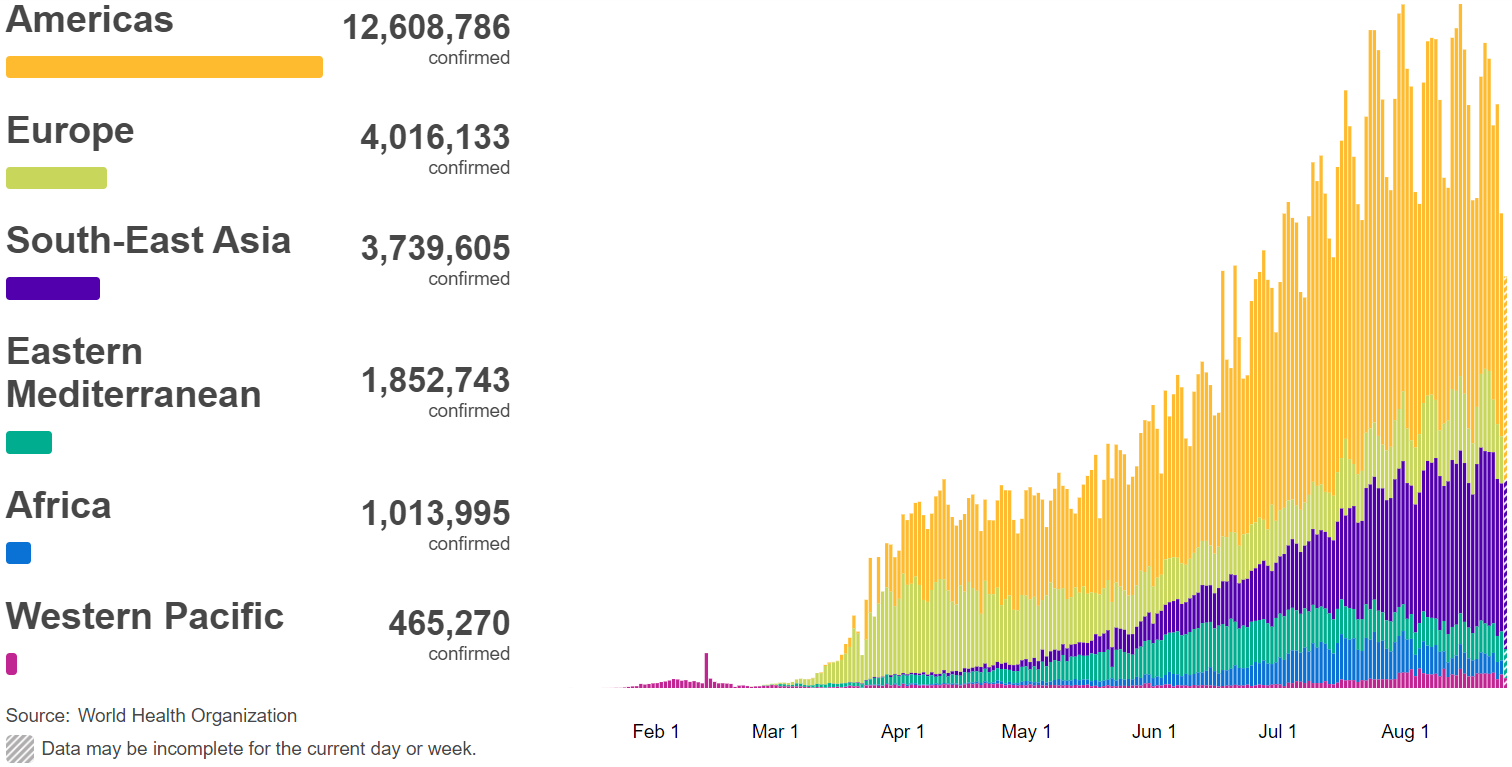 Americas
12,608,786
confirmed
Europe
4,016,133
confirmed
South-East Asia
3,739,605
confirmed
Eastern
Mediterranean
1,852,743
confirmed
Africa
1,013,995
confirmed
Western Pacific
465,270
confirmed
Source: World Health Organization
Data may be incomplete for the current day or week.
Feb 1 Mar 1 Apr 1 May 1 Jun 1 Jul 1 Aug 1